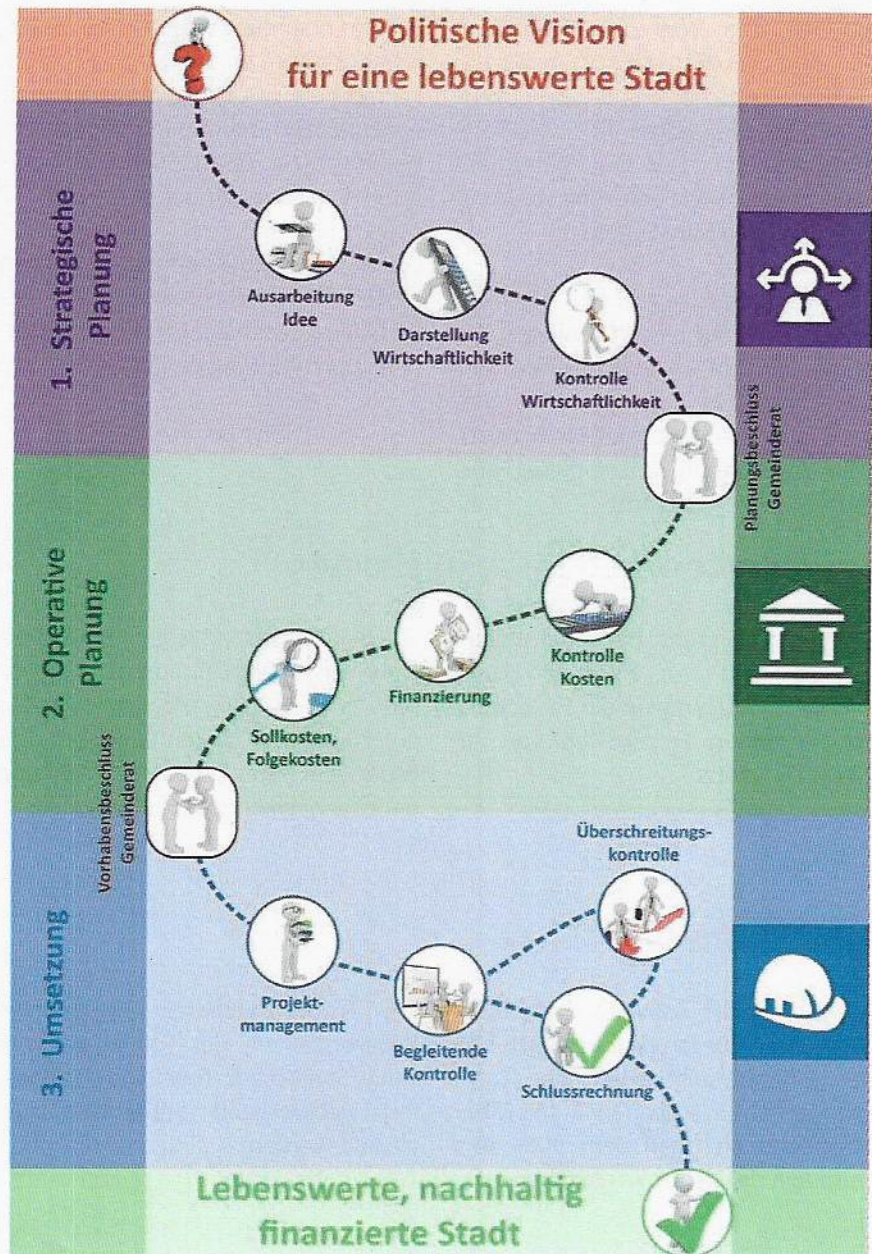 Politische Vision
für eine lebenswerte Stadt
1. Strategische
Planung
Ausarbeitung
Idee
Darstellung
Wirtschaftlichkeit
Kontrolle
Wirtschaftlichkeit
Planungsbeschluss
Gemeinderat
2. Operative
Planung
Kontrolle
Kosten
Finanzierung
Sollkosten,
Folgekosten
Vorhabensbeschluss
Gemeinderat
3. Umsetzung
Projekt-
management
Begleitende
Kontrolle
Überschreitungs-
kontrolle
Schlussrechnung
Lebenswerte, nachhaltig
finanzierte Stadt